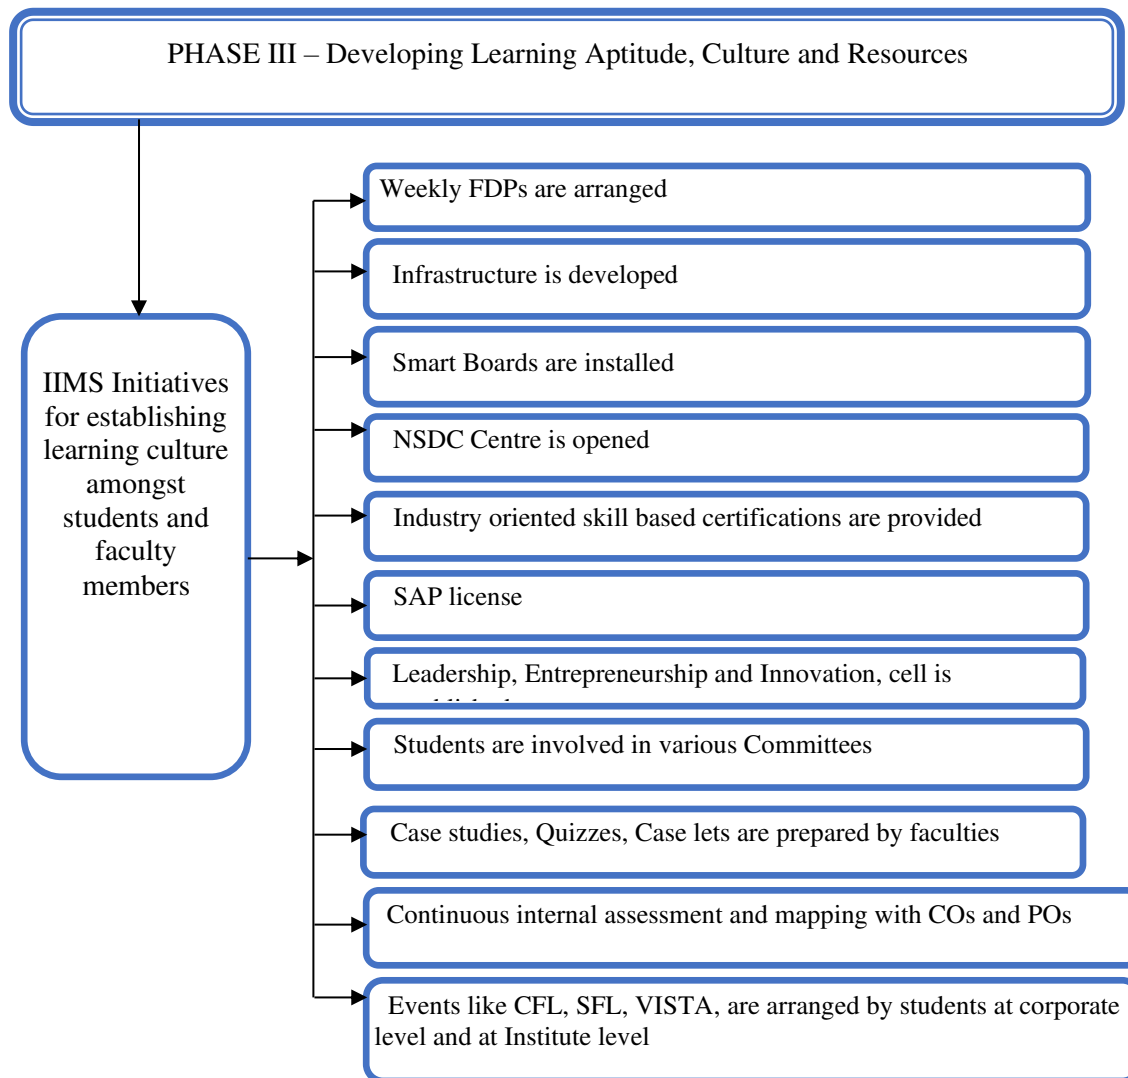 PHASE III – Developing Learning Aptitude, Culture and Resources
Weekly FDPs are arranged
Infrastructure is developed
Smart Boards are installed
NSDC Centre is opened
IIMS Initiatives
for establishing
learning culture
amongst
students and
faculty
members
Industry oriented skill based certifications are provided
SAP license
Leadership, Entrepreneurship and Innovation, cell is
Students are involved in various Committees
Case studies, Quizzes, Case lets are prepared by faculties
Continuous internal assessment and mapping with COs and POs
Events like CFL, SFL, VISTA, are arranged by students at corporate
level and at Institute level